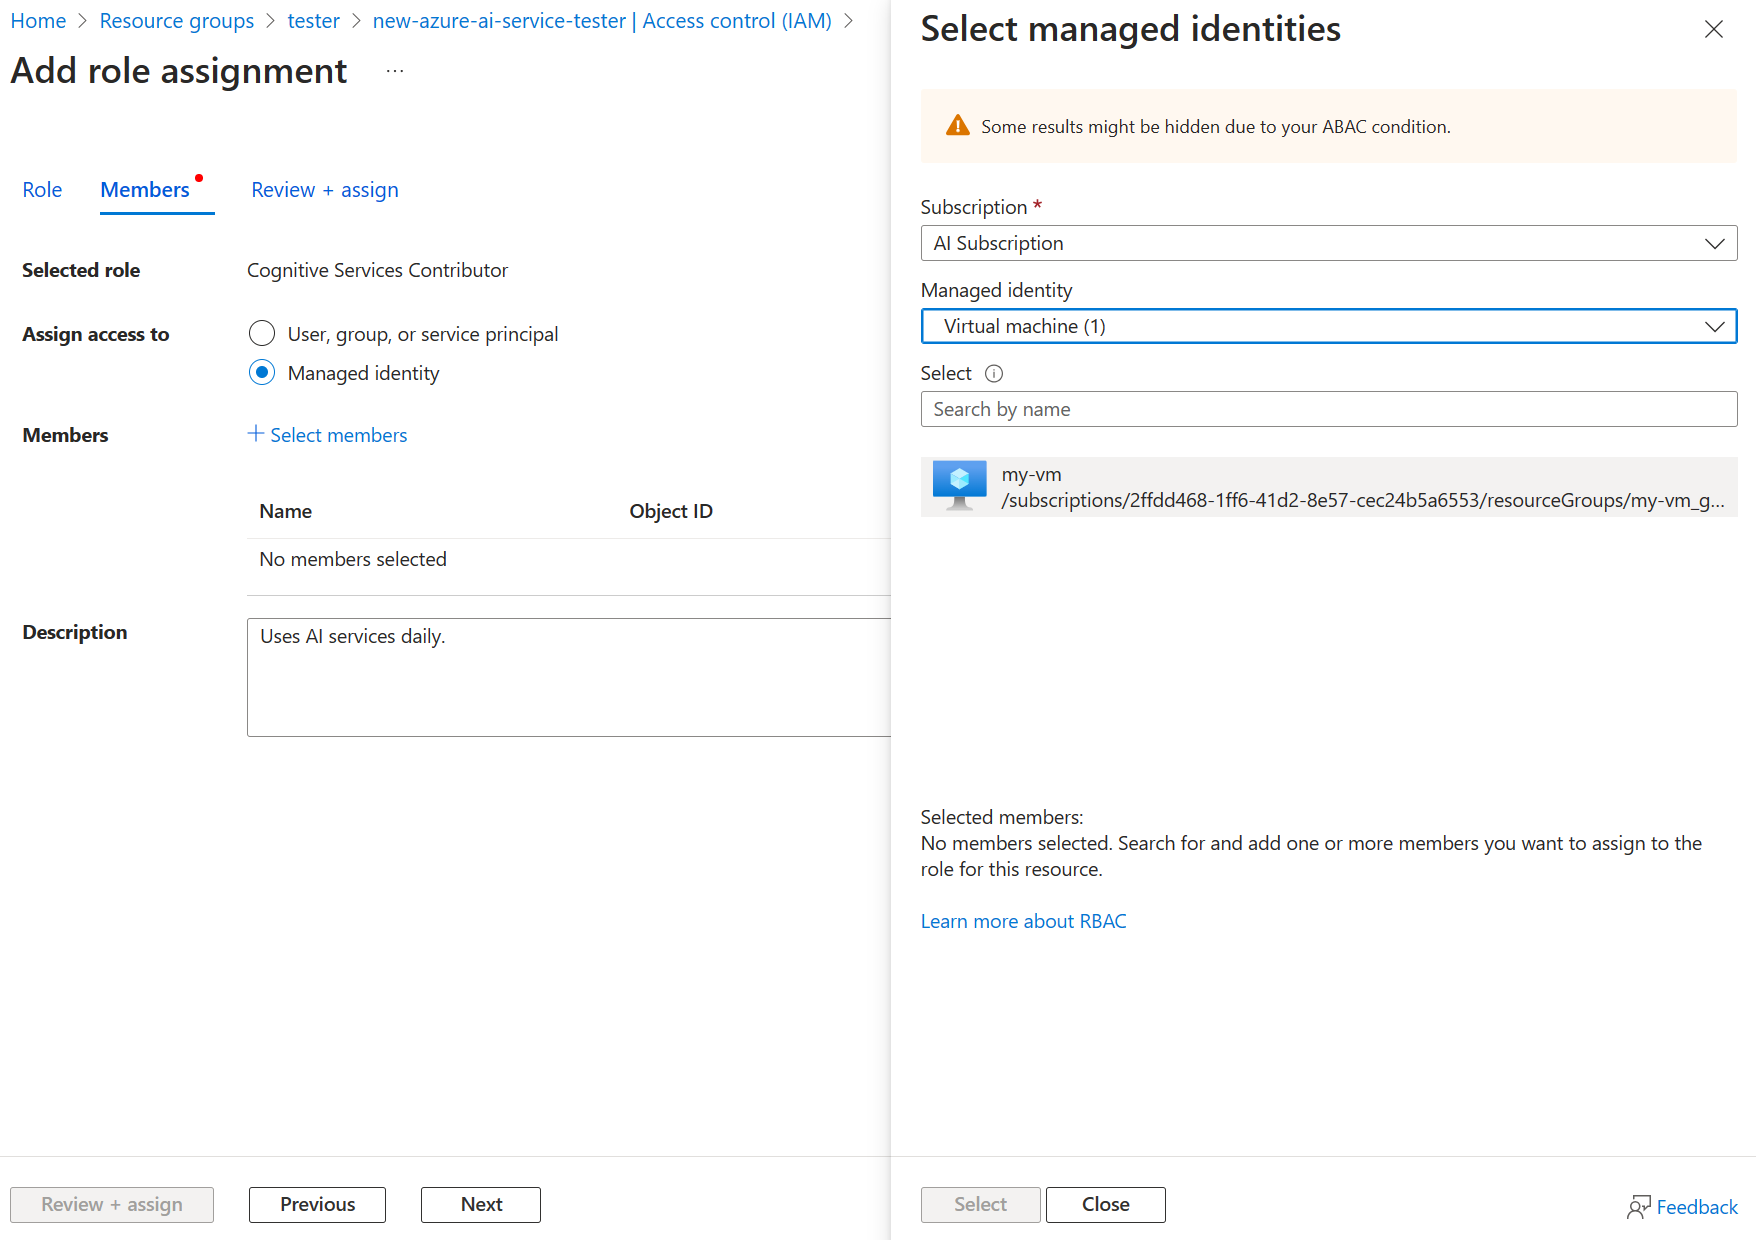 Home > Resource groups > tester > new-azure-ai-service-tester | Access control (IAM) >
Add role assignment ...
Role Members Review + assign
Selected role Cognitive Services Contributor
Assign access to User, group, or service principal
Managed identity
Members + Select members
Name Object ID
No members selected
Description Uses AI services daily.
Review + assign Previous Next
Select managed identities
Some results might be hidden due to your ABAC condition.
Subscription *
AI Subscription
Managed identity
Virtual machine (1)
Select
Search by name
my-vm
/subscriptions/2ffdd468-1ff6-41d2-8e57-cec24b5a6553/resourceGroups/my-vm_g...
Selected members:
No members selected. Search for and add one or more members you want to assign to the
role for this resource.
Learn more about RBAC
Select Close Feedback